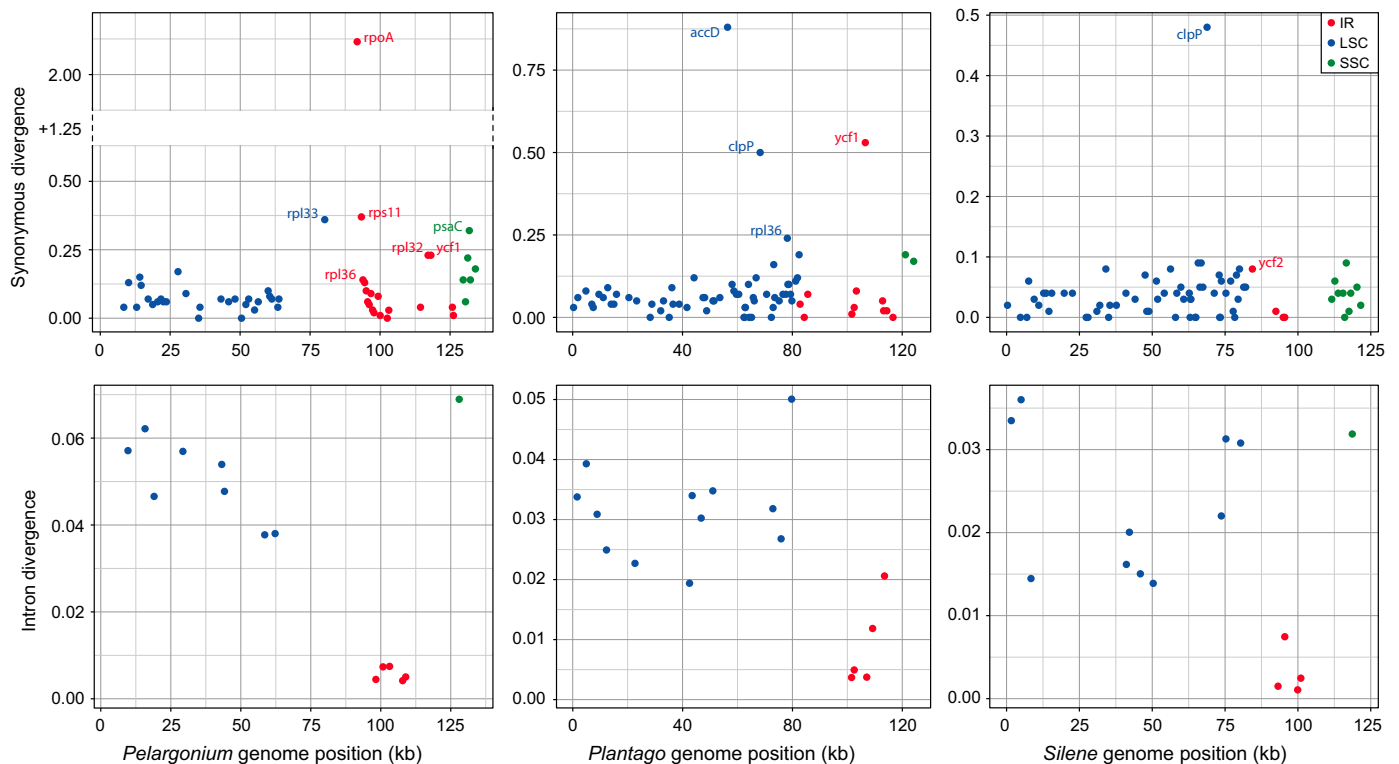 Synonymous divergence
2.00
+1.25
0.50
0.25
0.00
rpoA
rpl33
rps11
psaC
rpl32
ycf1
rpl36
0
25
50
75
100
125
0.75
0.50
0.25
0.00
accD
clpP
ycf1
rpl36
0
40
80
120
0.5
0.4
0.3
0.2
0.1
0.0
clpP
ycf2
IR
LSC
SSC
0
25
50
75
100
125
Intron divergence
0.06
0.04
0.02
0.00
0
25
50
75
100
125
Pelargonium genome position (kb)
0.05
0.04
0.03
0.02
0.01
0.00
0
40
80
120
Plantago genome position (kb)
0.03
0.02
0.01
0.00
0
25
50
75
100
125
Silene genome position (kb)